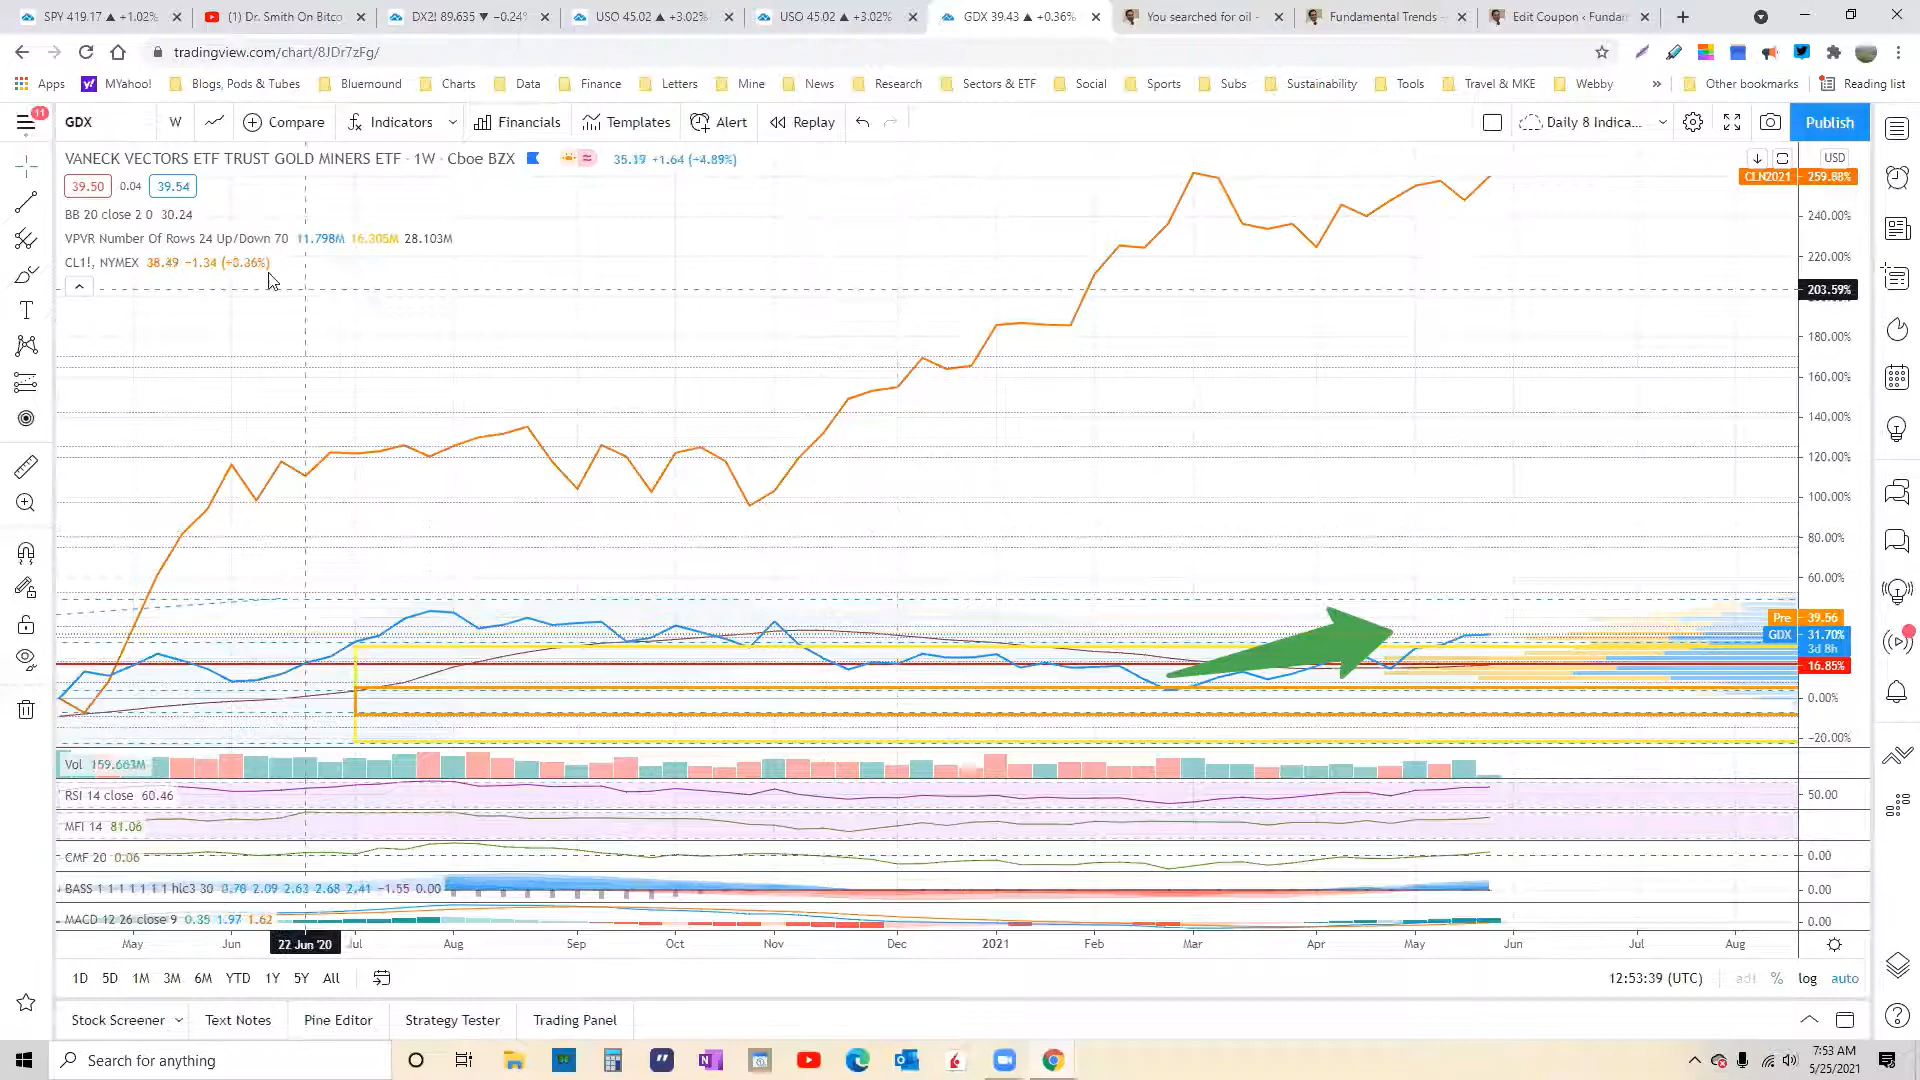 SPY 419.17 ▲ +1.02%
(1) Dr. Smith On Bitco
DX2! 89.635 ▼ −0.24%
USO 45.02 ▲ +3.02%
USO 45.02 ▲ +3.02%
GDX 39.43 ▲ +0.36%
You searched for oil -
Fundamental Trends -
Edit Coupon ‹ Fundar
tradingview.com/chart/8JDr7zFg/
Apps MYahoo! Blogs, Pods & Tubes Bluemound Charts Data Finance Letters Mine News Research Sectors & ETF Social Sports Subs Sustainability Tools Travel & MKE Webby » Other bookmarks Reading list
11
GDX W Compare Indicators Financials Templates Alert Replay Daily 8 Indica... Publish
VANECK VECTORS ETF TRUST GOLD MINERS ETF · 1W · Cboe BZX 35.19 +1.64 (+4.89%)
USD
39.50 0.04 39.54
CLN2021 259.88%
BB 20 close 2 0 30.24
VPVR Number Of Rows 24 Up/Down 70 11.798M 16.305M 28.103M
CL1!, NYMEX 38.49 −1.34
240.00%
220.00%
203.59%
180.00%
160.00%
140.00%
120.00%
100.00%
80.00%
60.00%
Pre 39.56
GDX 31.70%
3d 8h
16.85%
0.00%
−20.00%
Vol 159.663M
RSI 14 close 60.46
50.00
MFI 14 81.06
CMF 20 0.06
0.00
BASS 1 1 1 1 1 1 1 hlc3 30 0.78 2.09 2.63 2.68 2.41 −1.55 0.00
0.00
MACD 12 26 close 9 0.35 1.97 1.62
0.00
May Jun 22 Jun '20 Jul Aug Sep Oct Nov Dec 2021 Feb Mar Apr May Jun Jul Aug
1D 5D 1M 3M 6M YTD 1Y 5Y All
12:53:39 (UTC) adj % log auto
Stock Screener Text Notes Pine Editor Strategy Tester Trading Panel
Search for anything
7:53 AM
5/25/2021